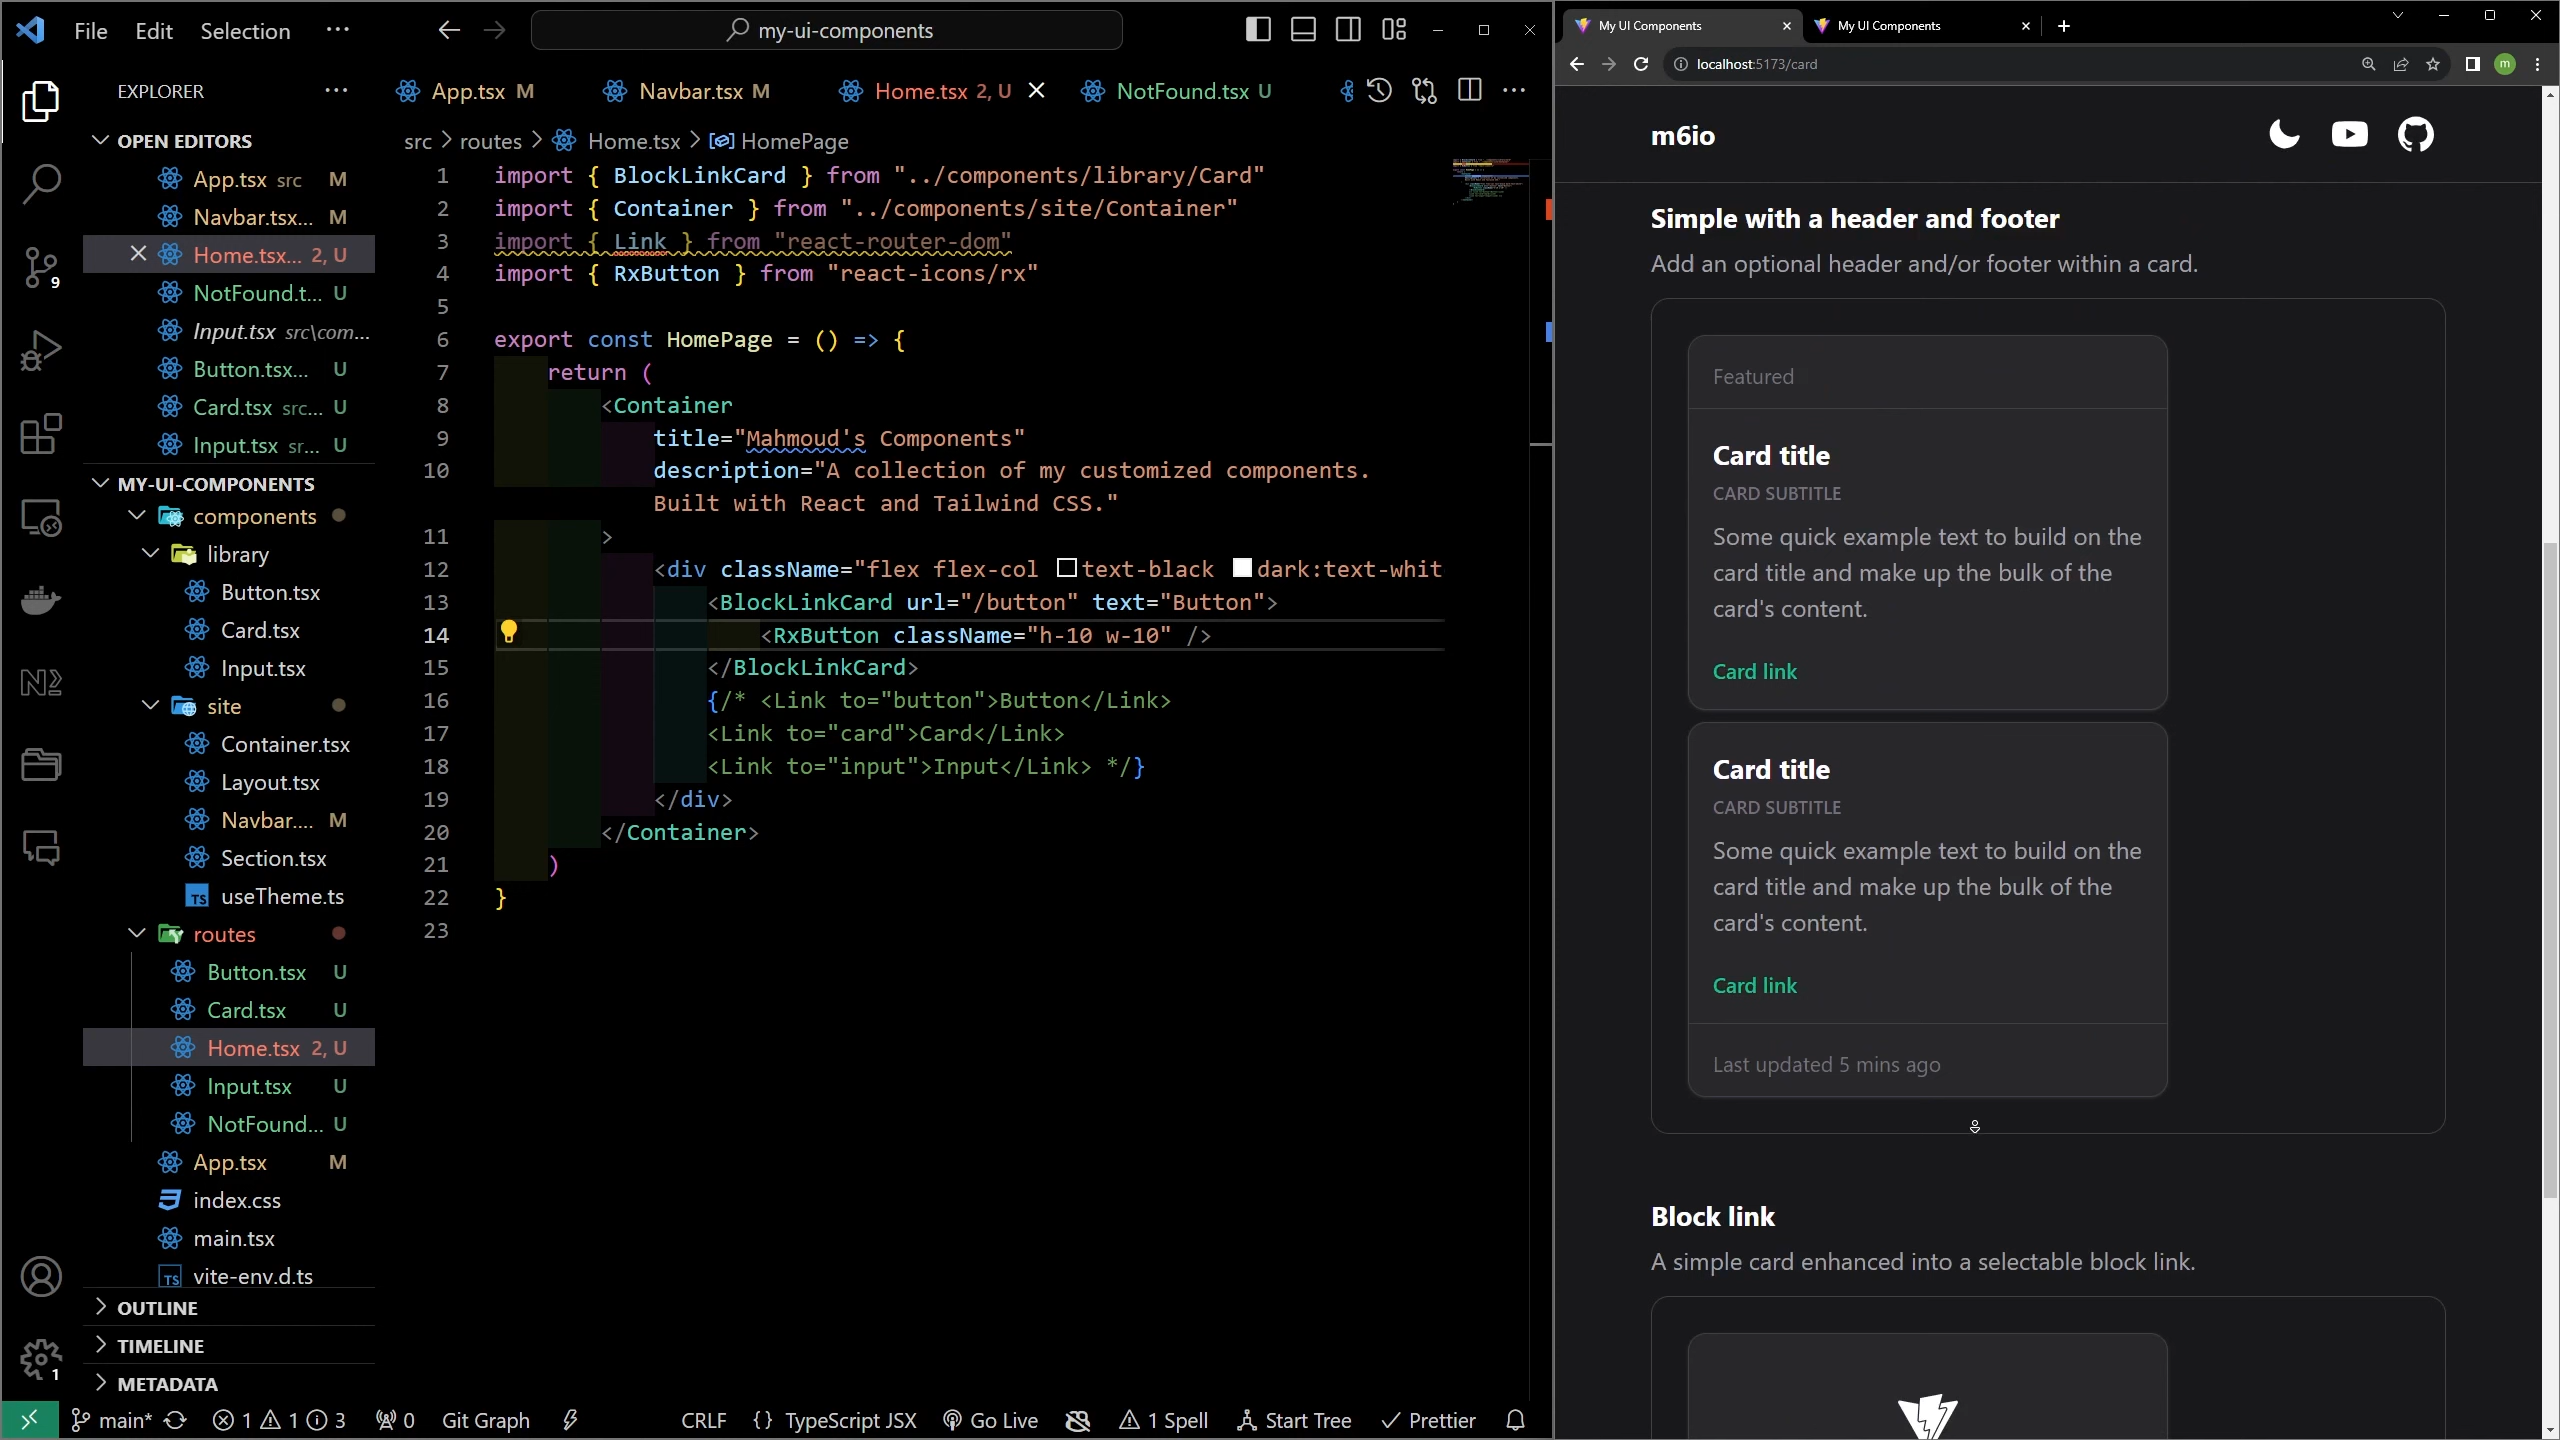 File Edit Selection ···
my-ui-components
EXPLORER
OPEN EDITORS
App.tsx src M
Navbar.tsx... M
Home.tsx... 2, U
NotFound.t... U
Input.tsx src\com...
Button.tsx... U
Card.tsx src... U
Input.tsx sr... U
MY-UI-COMPONENTS
components
library
Button.tsx
Card.tsx
Input.tsx
site
Container.tsx
Layout.tsx
Navbar.... M
Section.tsx
useTheme.ts
routes
Button.tsx U
Card.tsx U
Home.tsx 2, U
Input.tsx U
NotFound... U
App.tsx M
index.css
main.tsx
vite-env.d.ts
OUTLINE
TIMELINE
METADATA
9
1
App.tsx M Navbar.tsx M Home.tsx 2, U NotFound.tsx U
src > routes > Home.tsx > HomePage
1 import { BlockLinkCard } from "../components/library/Card"
2 import { Container } from "../components/site/Container"
3 import { Link } from "react-router-dom"
4 import { RxButton } from "react-icons/rx"
5
6 export const HomePage = () => {
7 return (
8 <Container
9 title="Mahmoud's Components"
10 description="A collection of my customized components.
Built with React and Tailwind CSS."
11 >
12 <div className="flex flex-col text-black dark:text-whit
13 <BlockLinkCard url="/button" text="Button">
14 <RxButton className="h-10 w-10" />
15 </BlockLinkCard>
16 {/* <Link to="button">Button</Link>
17 <Link to="card">Card</Link>
18 <Link to="input">Input</Link> */}
19 </div>
20 </Container>
21 )
22 }
23
main* 1 1 3 0 Git Graph CRLF {} TypeScript JSX Go Live 1 Spell Start Tree Prettier
My UI Components My UI Components
localhost:5173/card
m
m6io
Simple with a header and footer
Add an optional header and/or footer within a card.
Featured
Card title
CARD SUBTITLE
Some quick example text to build on the
card title and make up the bulk of the
card's content.
Card link
Card title
CARD SUBTITLE
Some quick example text to build on the
card title and make up the bulk of the
card's content.
Card link
Last updated 5 mins ago
Block link
A simple card enhanced into a selectable block link.